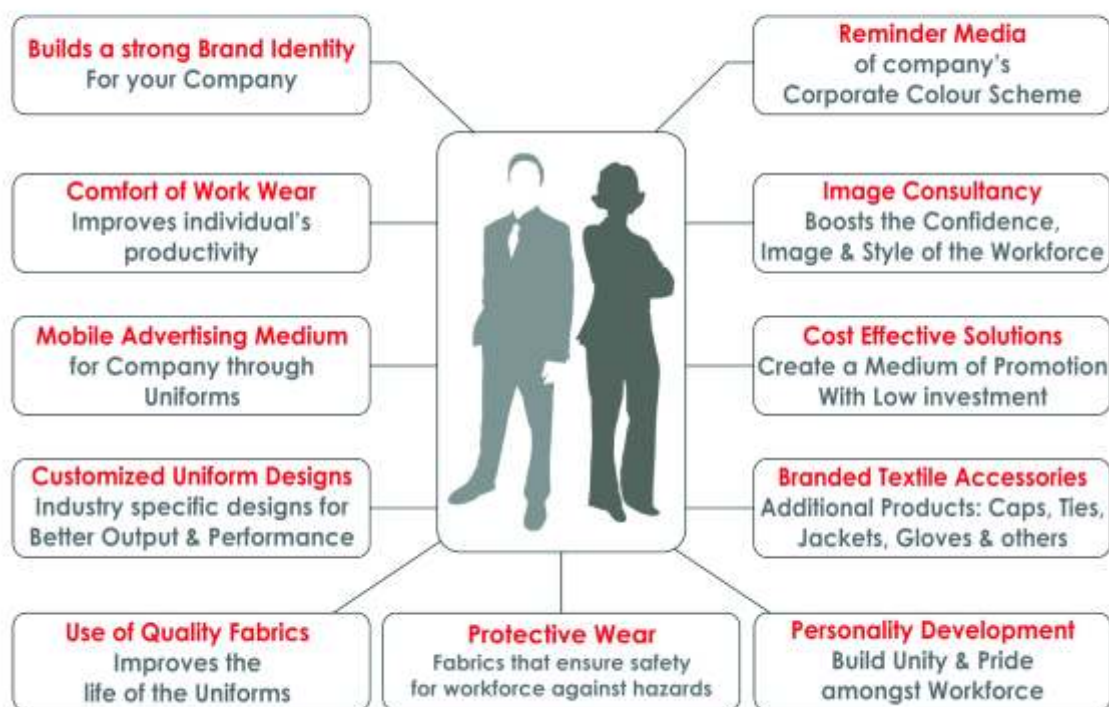 Builds a strong Brand Identity
For your Company
Reminder Media
of company's
Corporate Colour Scheme
Comfort of Work Wear
Improves individual's
productivity
Image Consultancy
Boosts the Confidence,
Image & Style of the Workforce
Mobile Advertising Medium
for Company through
Uniforms
Cost Effective Solutions
Create a Medium of Promotion
With Low investment
Customized Uniform Designs
Industry specific designs for
Better Output & Performance
Branded Textile Accessories
Additional Products: Caps, Ties,
Jackets, Gloves & others
Use of Quality Fabrics
Improves the
life of the Uniforms
Protective Wear
Fabrics that ensure safety
for workforce against hazards
Personality Development
Build Unity & Pride
amongst Workforce